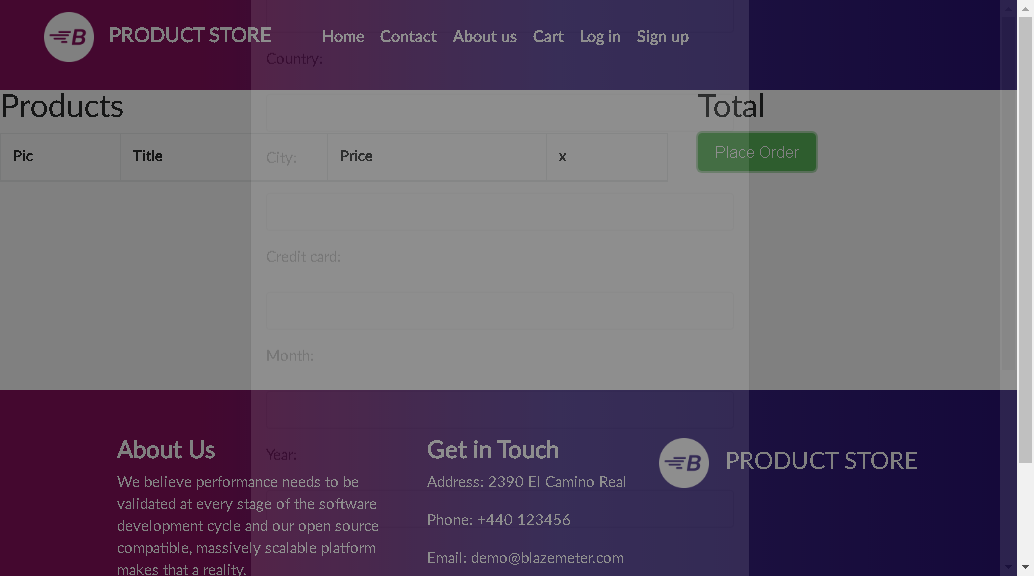 PRODUCT STORE
Home Contact About us Cart Log in Sign up
Country:
Products
Total
Pic Title Price x
Place Order
City:
Credit card:
Month:
Year:
About Us
We believe performance needs to be
validated at every stage of the software
development cycle and our open source
compatible, massively scalable platform
makes that a reality.
Get in Touch
Address: 2390 El Camino Real
Phone: +440 123456
Email: demo@blazemeter.com
PRODUCT STORE